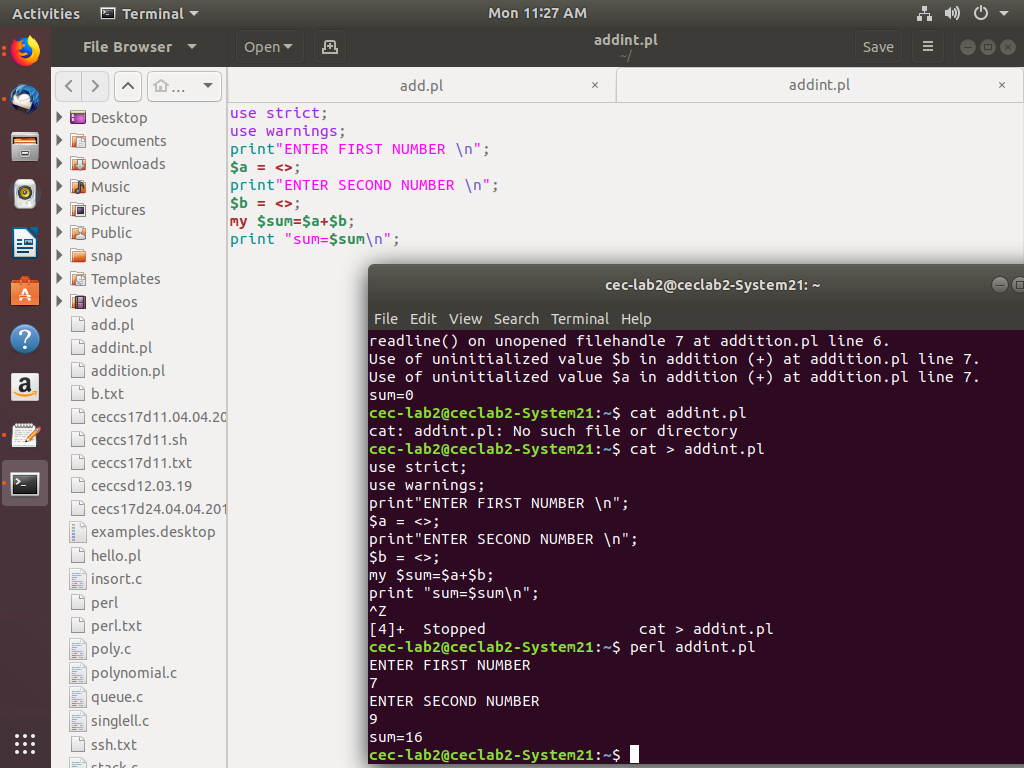 Activities Terminal Mon 11:27 AM
File Browser Open addint.pl Save
~/
...
add.pl × addint.pl ×
Desktop
Documents
Downloads
Music
Pictures
Public
snap
Templates
Videos
add.pl
addint.pl
addition.pl
b.txt
ceccs17d11.04.04.20
ceccs17d11.sh
ceccs17d11.txt
ceccsd12.03.19
cecs17d24.04.04.201
examples.desktop
hello.pl
insort.c
perl
perl.txt
poly.c
polynomial.c
queue.c
singlell.c
ssh.txt
stack.c
use strict;
use warnings;
print"ENTER FIRST NUMBER \n";
$a = <>;
print"ENTER SECOND NUMBER \n";
$b = <>;
my $sum=$a+$b;
print "sum=$sum\n";
cec-lab2@ceclab2-System21: ~
File Edit View Search Terminal Help
readline() on unopened filehandle 7 at addition.pl line 6.
Use of uninitialized value $b in addition (+) at addition.pl line 7.
Use of uninitialized value $a in addition (+) at addition.pl line 7.
sum=0
cec-lab2@ceclab2-System21:~$ cat addint.pl
cat: addint.pl: No such file or directory
cec-lab2@ceclab2-System21:~$ cat > addint.pl
use strict;
use warnings;
print"ENTER FIRST NUMBER \n";
$a = <>;
print"ENTER SECOND NUMBER \n";
$b = <>;
my $sum=$a+$b;
print "sum=$sum\n";
^Z
[4]+  Stopped                 cat > addint.pl
cec-lab2@ceclab2-System21:~$ perl addint.pl
ENTER FIRST NUMBER
7
ENTER SECOND NUMBER
9
sum=16
cec-lab2@ceclab2-System21:~$